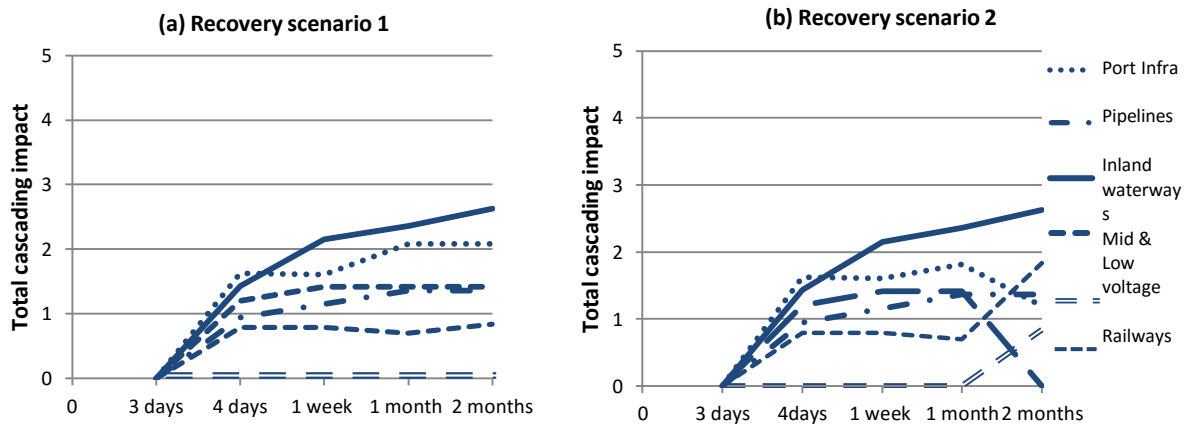 (a) Recovery scenario 1
Total cascading impact
5
4
3
2
1
0
0 3 days 4 days 1 week 1 month 2 months
(b) Recovery scenario 2
Total cascading impact
5
4
3
2
1
0
0 3 days 4days 1 week 1 month 2 months
Port Infra
Pipelines
Inland
waterway
s
Mid &
Low
voltage
Railways